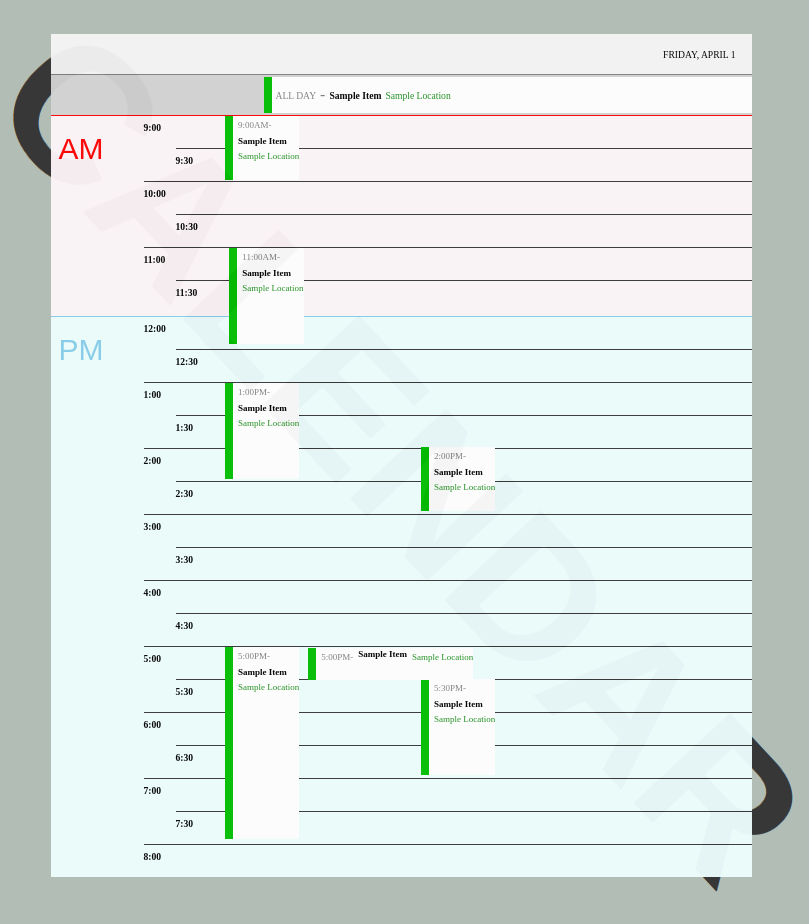 FRIDAY, APRIL 1
ALL DAY - Sample Item Sample Location
AM
9:00
9:00AM-
Sample Item
Sample Location
9:30
10:00
10:30
11:00
11:00AM-
Sample Item
Sample Location
11:30
PM
12:00
12:30
1:00
1:00PM-
Sample Item
Sample Location
1:30
2:00
2:00PM-
Sample Item
Sample Location
2:30
3:00
3:30
4:00
4:30
5:00
5:00PM-
Sample Item
Sample Location
5:00PM- Sample Item Sample Location
5:30
5:30PM-
Sample Item
Sample Location
6:00
6:30
7:00
7:30
8:00
CALENDAR